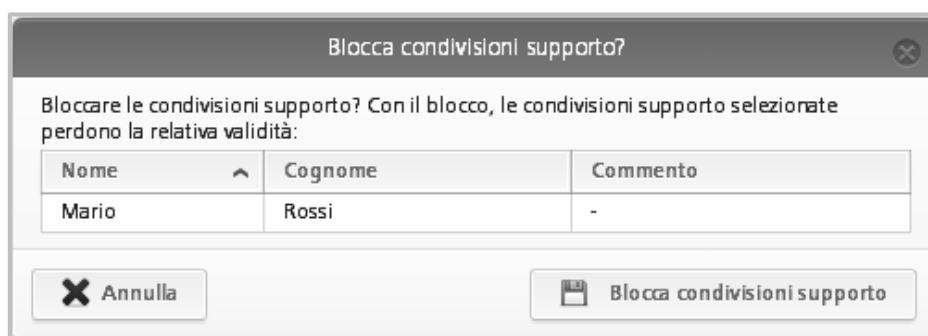 Blocca condivisioni supporto?
Bloccare le condivisioni supporto? Con il blocco, le condivisioni supporto selezionate
perdono la relativa validità:
Nome Cognome Commento
Mario Rossi -
Annulla Blocca condivisioni supporto